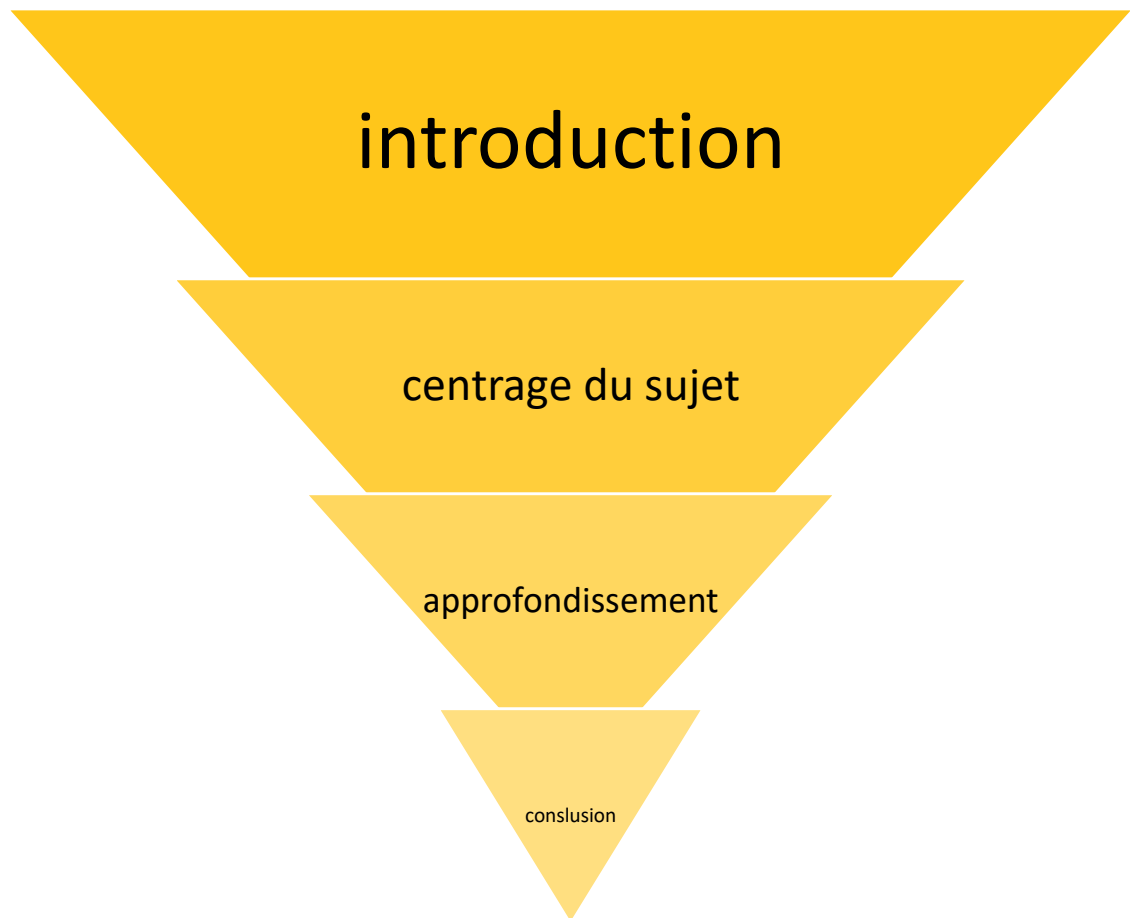 introduction
centrage du sujet
approfondissement
conslusion